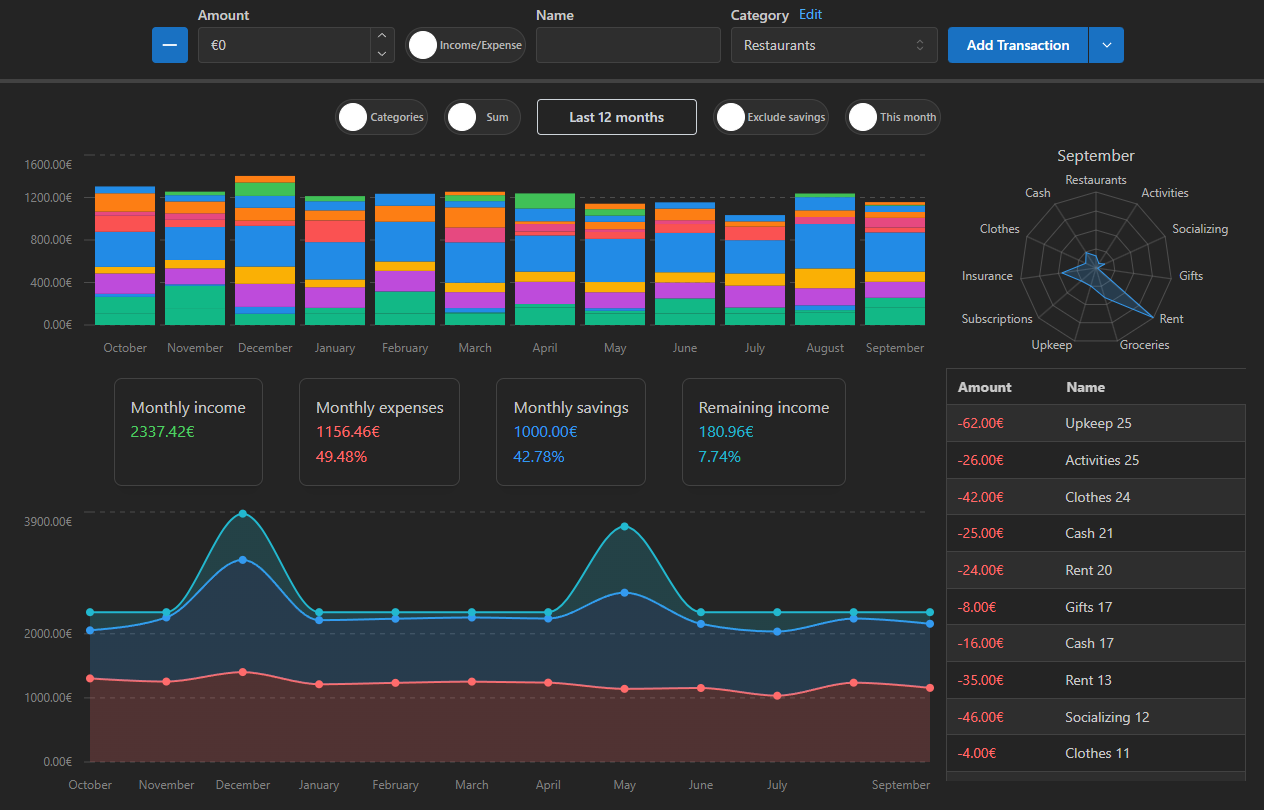 Amount
Name
Category Edit
€0
Income/Expense
Restaurants
Add Transaction
Categories
Sum
Last 12 months
Exclude savings
This month
1600.00€
1200.00€
800.00€
400.00€
0.00€
October November December January February March April May June July August September
September
Restaurants
Activities
Socializing
Gifts
Rent
Groceries
Upkeep
Subscriptions
Insurance
Clothes
Cash
Monthly income
2337.42€
Monthly expenses
1156.46€
49.48%
Monthly savings
1000.00€
42.78%
Remaining income
180.96€
7.74%
Amount Name
-62.00€ Upkeep 25
-26.00€ Activities 25
-42.00€ Clothes 24
-25.00€ Cash 21
-24.00€ Rent 20
-8.00€ Gifts 17
-16.00€ Cash 17
-35.00€ Rent 13
-46.00€ Socializing 12
-4.00€ Clothes 11
3900.00€
2000.00€
1000.00€
0.00€
October November December January February March April May June July September